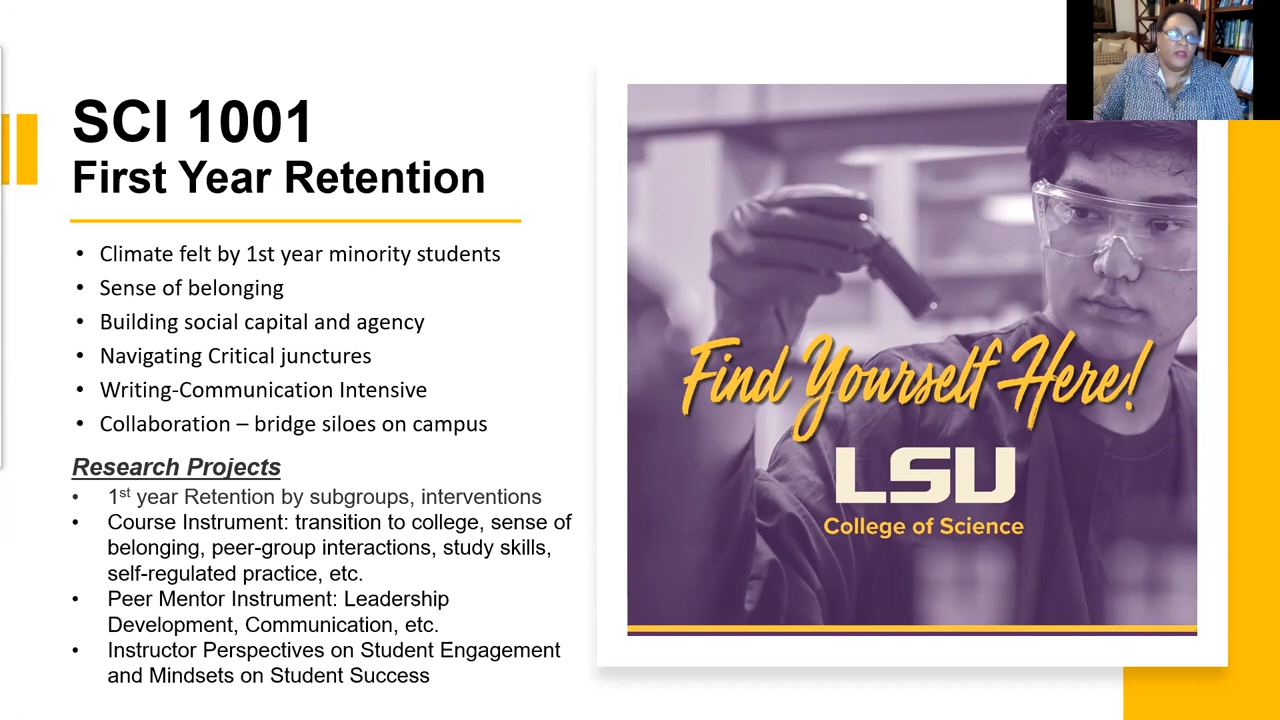 SCI 1001
First Year Retention
• Climate felt by 1st year minority students
• Sense of belonging
• Building social capital and agency
• Navigating Critical junctures
• Writing-Communication Intensive
• Collaboration – bridge siloes on campus
Research Projects
• 1st year Retention by subgroups, interventions
• Course Instrument: transition to college, sense of
belonging, peer-group interactions, study skills,
self-regulated practice, etc.
• Peer Mentor Instrument: Leadership
Development, Communication, etc.
• Instructor Perspectives on Student Engagement
and Mindsets on Student Success
Find Yourself Here!
LSU
College of Science